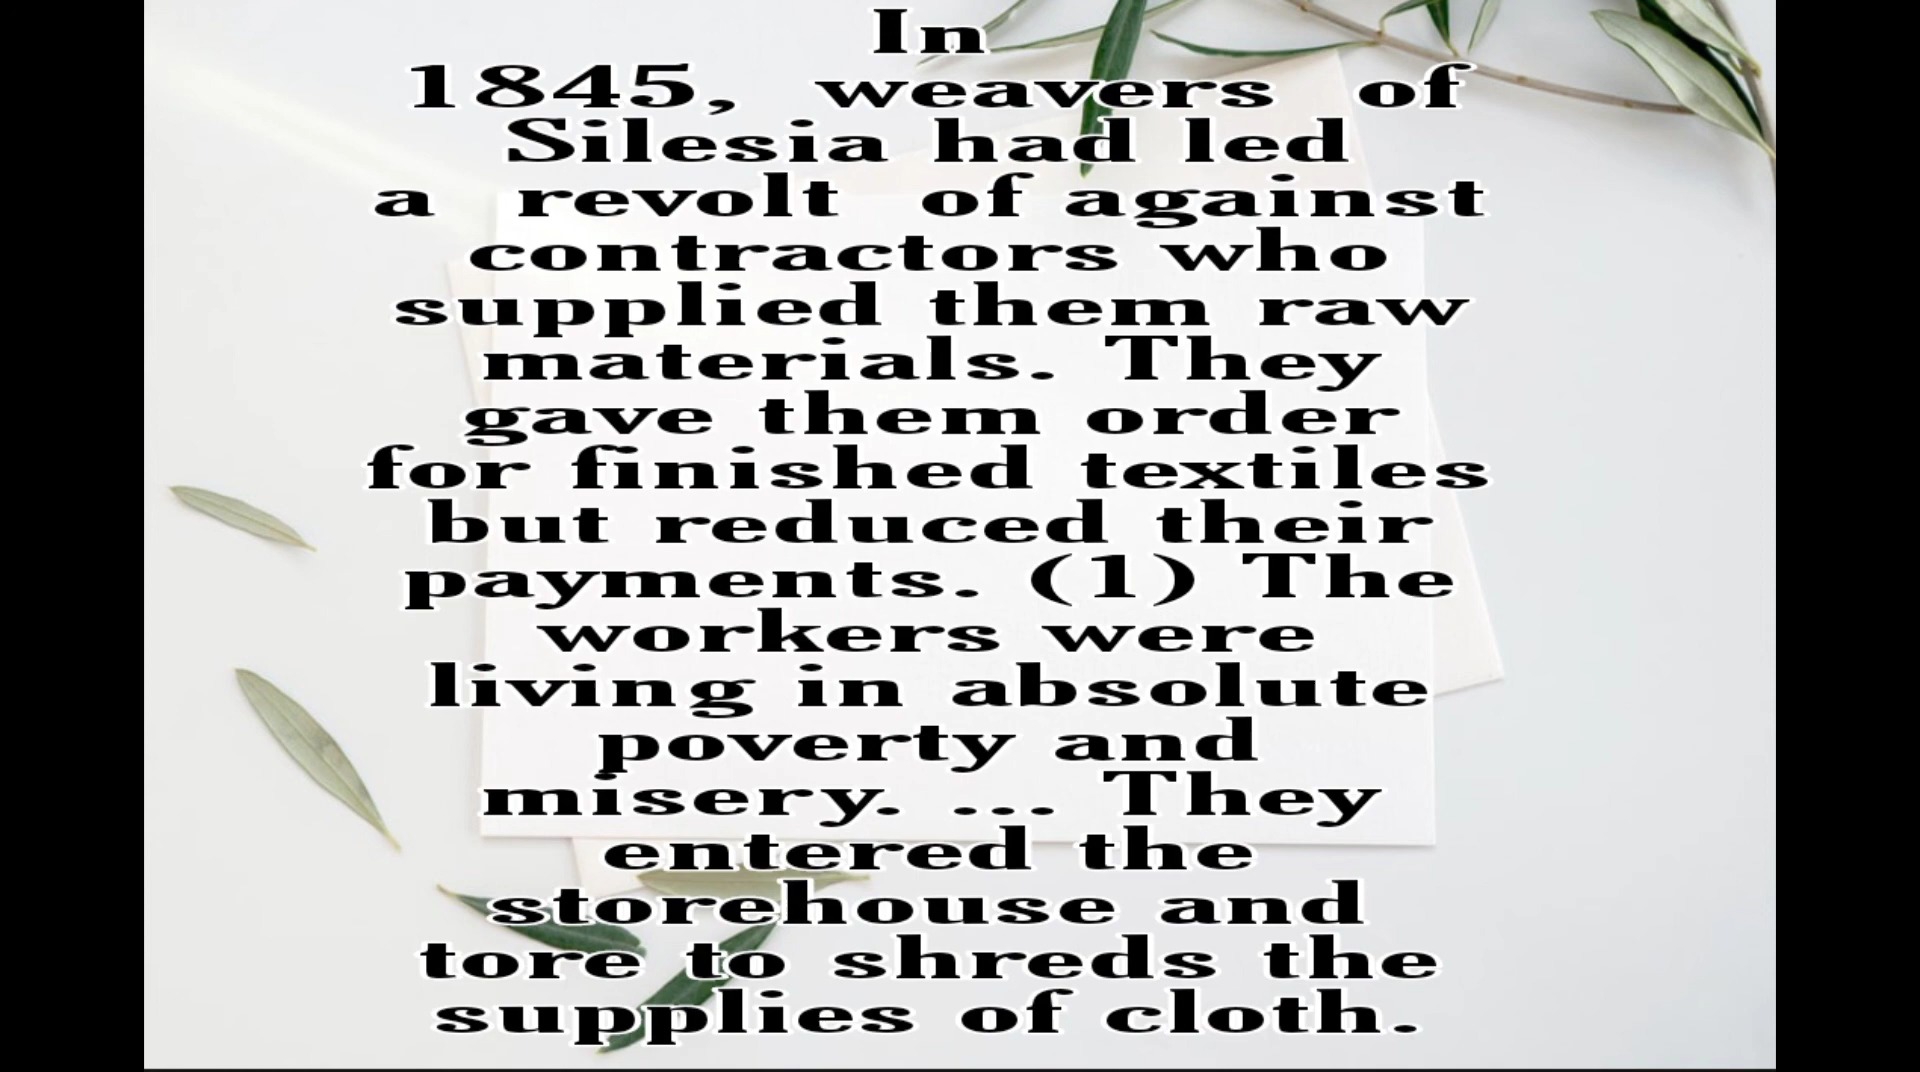 In
1845, weavers of
Silesia had led
a revolt of against
contractors who
supplied them raw
materials. They
gave them order
for finished textiles
but reduced their
payments. (1) The
workers were
living in absolute
poverty and
misery. ... They
entered the
storehouse and
tore to shreds the
supplies of cloth.